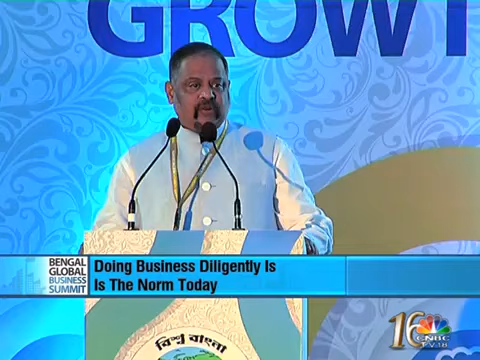 GROWT
BENGAL
GLOBAL
BUSINESS
SUMMIT
Doing Business Diligently Is
Is The Norm Today
বিশ্ব বাংলা
16
CNBC
TV18